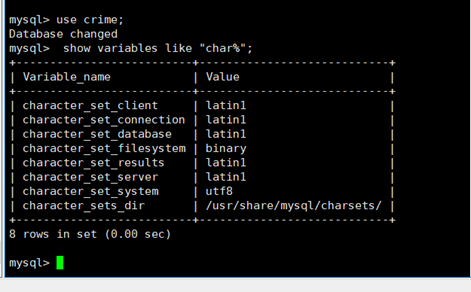 mysql> use crime;
Database changed
mysql>  show variables like "char%";
+--------------------------+----------------------------+
| Variable_name            | Value                      |
+--------------------------+----------------------------+
| character_set_client     | latin1                     |
| character_set_connection | latin1                     |
| character_set_database   | latin1                     |
| character_set_filesystem | binary                     |
| character_set_results    | latin1                     |
| character_set_server     | latin1                     |
| character_set_system     | utf8                       |
| character_sets_dir       | /usr/share/mysql/charsets/ |
+--------------------------+----------------------------+
8 rows in set (0.00 sec)
mysql>